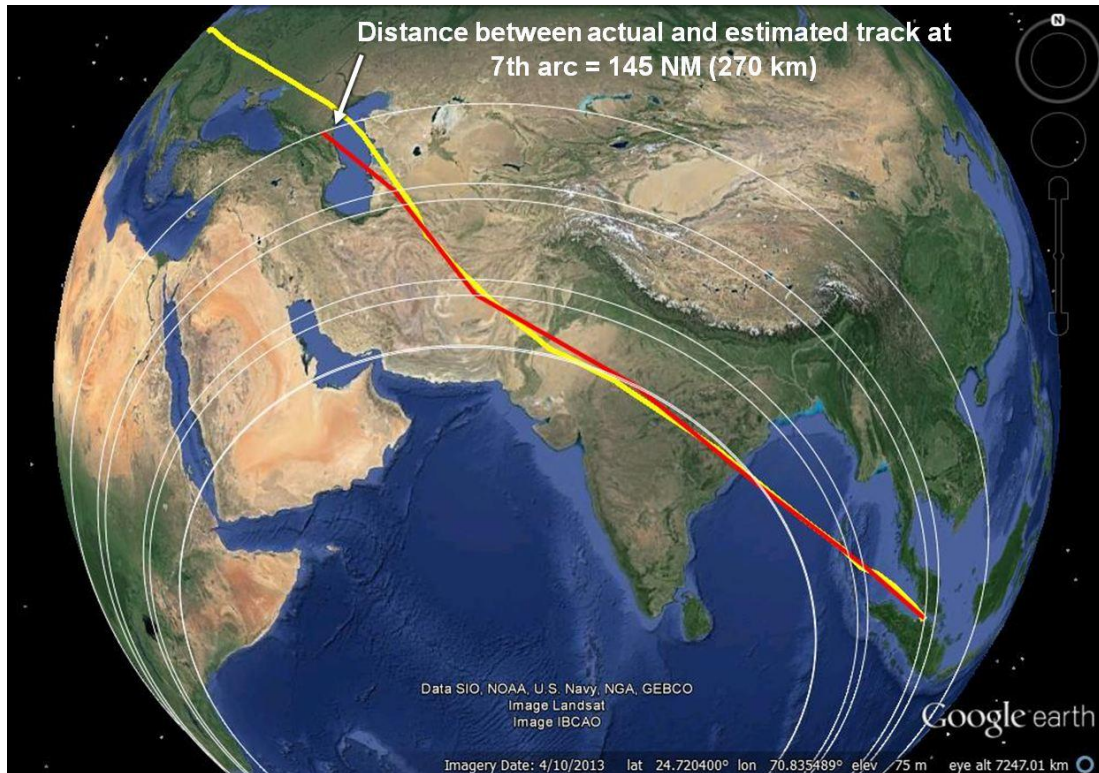 N
Distance between actual and estimated track at
7th arc = 145 NM (270 km)
Data SIO, NOAA, U.S. Navy, NGA, GEBCO
Image Landsat
Image IBCAO
Google earth
Imagery Date: 4/10/2013 lat 24.720400° lon 70.835489° elev 75 m eye alt 7247.01 km